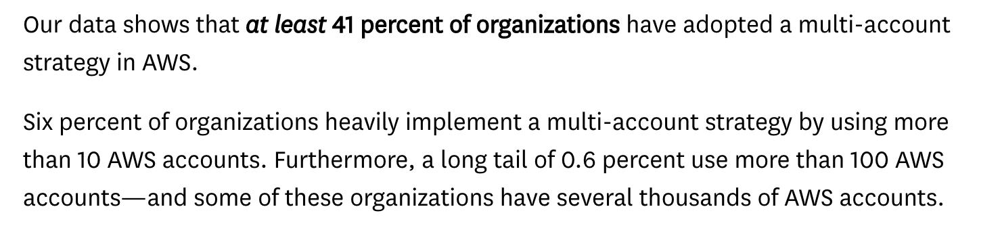 Our data shows that at least 41 percent of organizations have adopted a multi-account
strategy in AWS.
Six percent of organizations heavily implement a multi-account strategy by using more
than 10 AWS accounts. Furthermore, a long tail of 0.6 percent use more than 100 AWS
accounts—and some of these organizations have several thousands of AWS accounts.